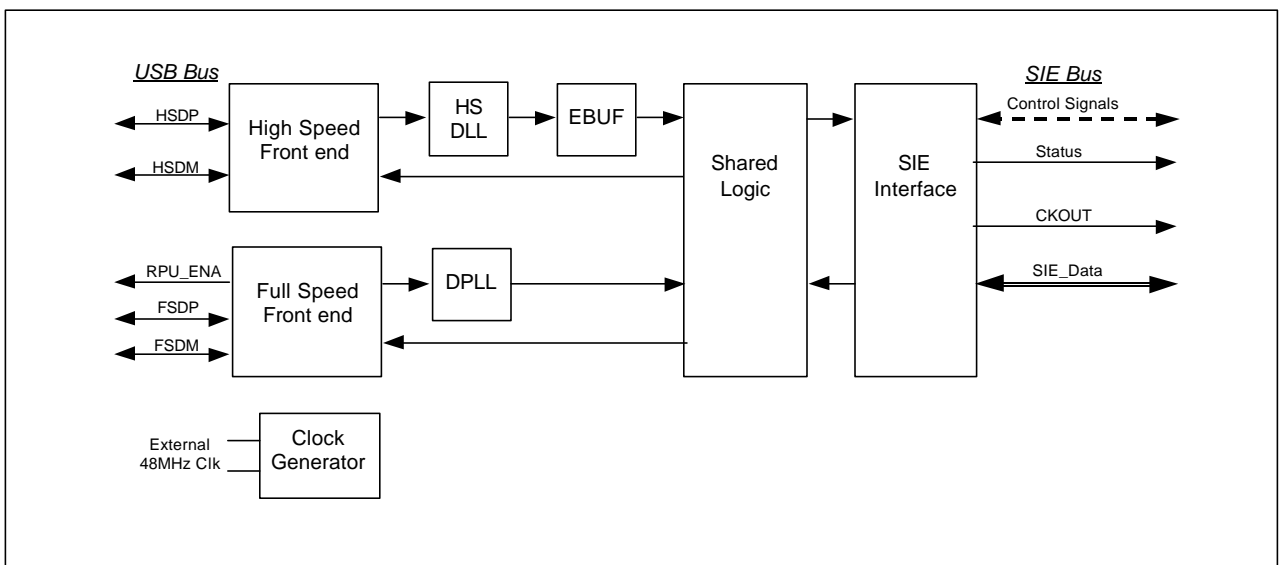 USB Bus
SIE Bus
HSDP
HSDM
High Speed
Front end
HS
DLL
EBUF
Shared
Logic
SIE
Interface
Control Signals
Status
CKOUT
SIE_Data
RPU_ENA
FSDP
FSDM
Full Speed
Front end
DPLL
External
48MHz Clk
Clock
Generator